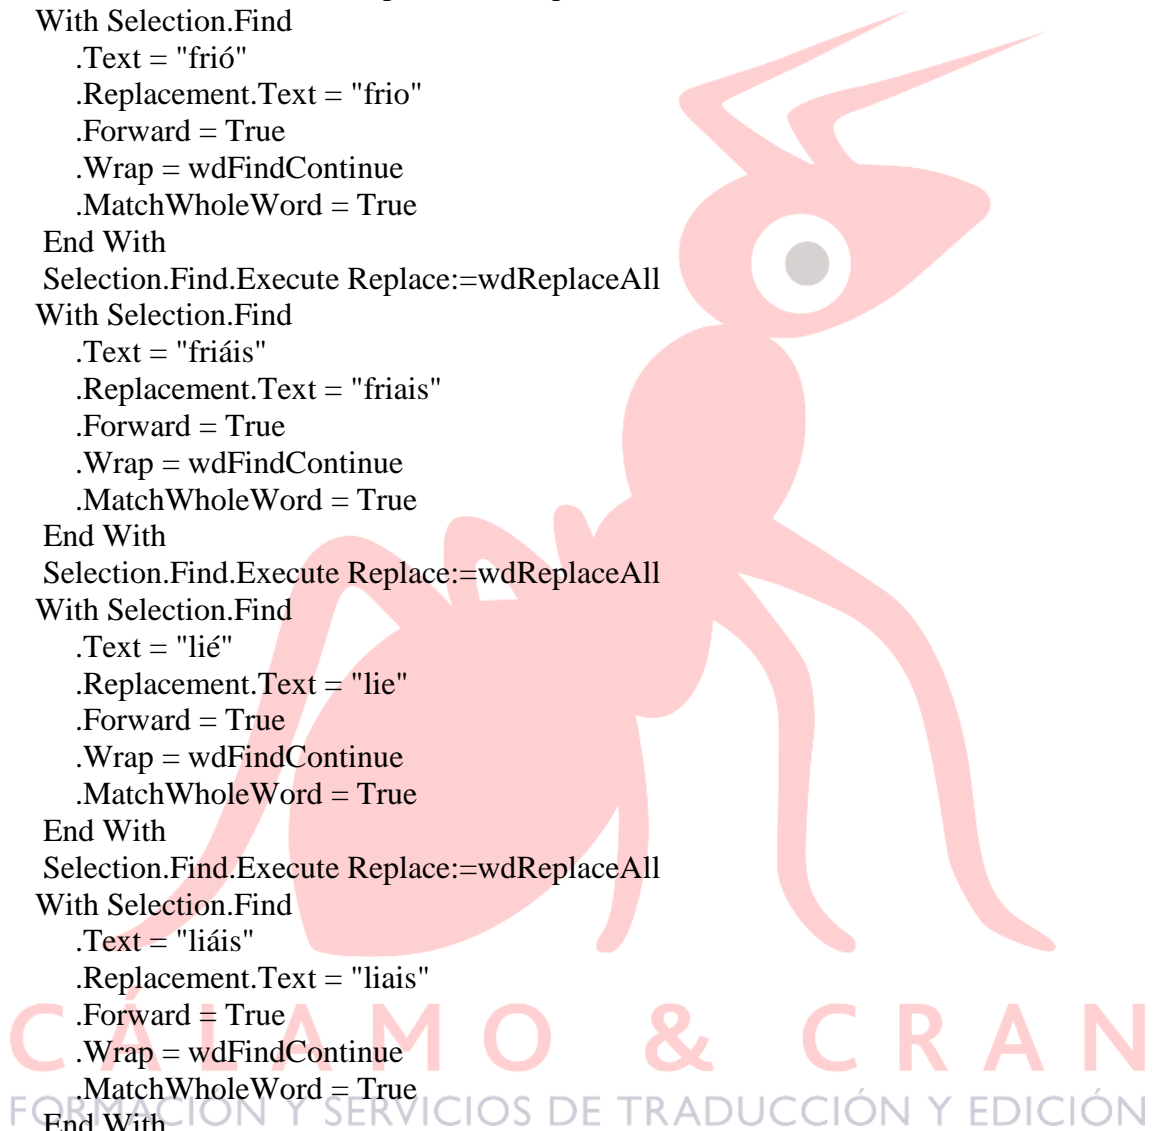 With Selection.Find
.Text = "frió"
.Replacement.Text = "frio"
.Forward = True
.Wrap = wdFindContinue
.MatchWholeWord = True
End With
Selection.Find.Execute Replace:=wdReplaceAll
With Selection.Find
.Text = "friáis"
.Replacement.Text = "friais"
.Forward = True
.Wrap = wdFindContinue
.MatchWholeWord = True
End With
Selection.Find.Execute Replace:=wdReplaceAll
With Selection.Find
.Text = "lié"
.Replacement.Text = "lie"
.Forward = True
.Wrap = wdFindContinue
.MatchWholeWord = True
End With
Selection.Find.Execute Replace:=wdReplaceAll
With Selection.Find
.Text = "liáis"
.Replacement.Text = "liais"
.Forward = True
.Wrap = wdFindContinue
.MatchWholeWord = True
End With
CÁLAMO & CRAN
FORMACIÓN Y SERVICIOS DE TRADUCCIÓN Y EDICIÓN